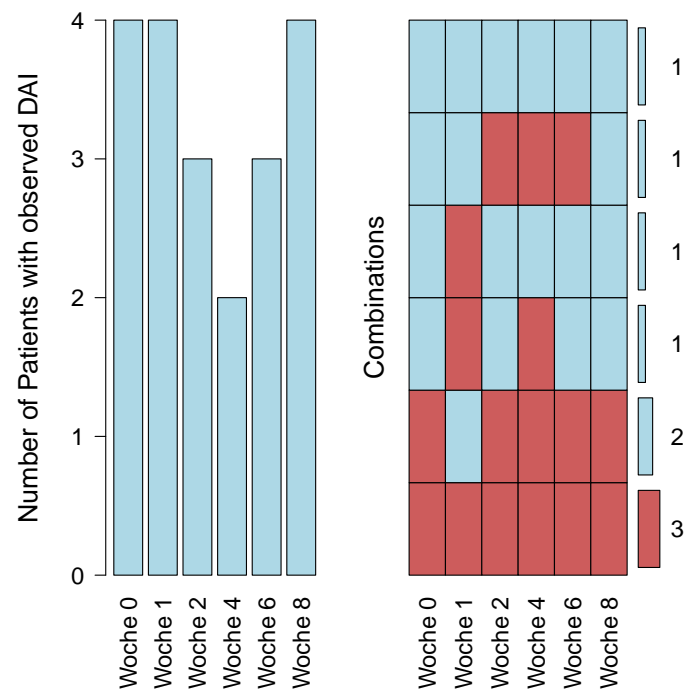 Number of Patients with observed DAI
4
3
2
1
0
Woche 0
Woche 1
Woche 2
Woche 4
Woche 6
Woche 8
Combinations
1
1
1
1
2
3
Woche 0
Woche 1
Woche 2
Woche 4
Woche 6
Woche 8